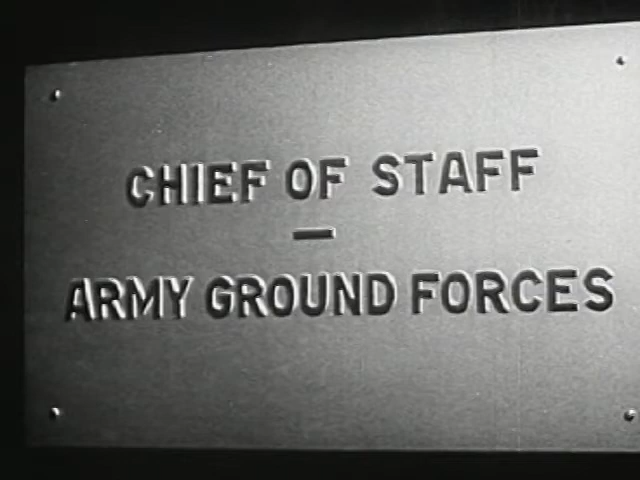 CHIEF OF STAFF
—
ARMY GROUND FORCES